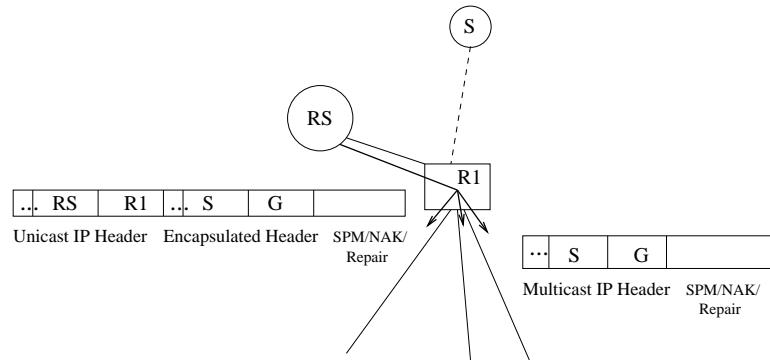 S
RS
R1
... RS R1 ... S G
Unicast IP Header Encapsulated Header SPM/NAK/
Repair
... S G
Multicast IP Header SPM/NAK/
Repair